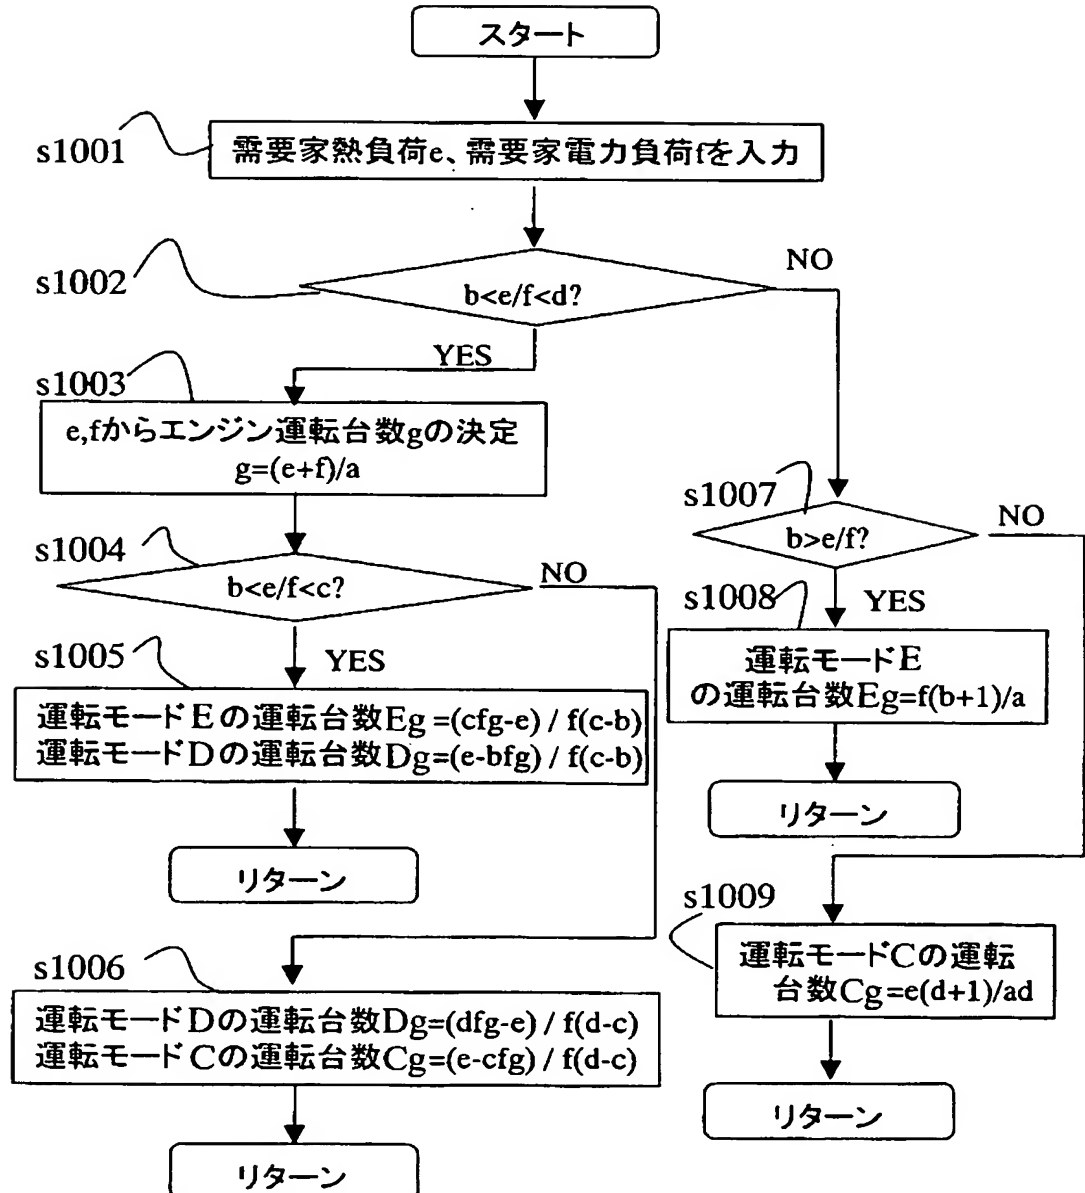 スタート
s1001
需要家熱負荷e、需要家電力負荷fを入力
s1002
b<e/f<d?
NO
YES
s1003
e,fからエンジン運転台数gの決定
g=(e+f)/a
s1004
b<e/f<c?
NO
YES
s1005
運転モードEの運転台数Eg =(cfg-e) / f(c-b)
運転モードDの運転台数Dg=(e-bfg) / f(c-b)
リターン
s1006
運転モードDの運転台数Dg=(dfg-e) / f(d-c)
運転モードCの運転台数Cg=(e-cfg) / f(d-c)
リターン
s1007
b>e/f?
NO
s1008
YES
運転モードE
の運転台数Eg=f(b+1)/a
リターン
s1009
運転モードCの運転
台数Cg=e(d+1)/ad
リターン